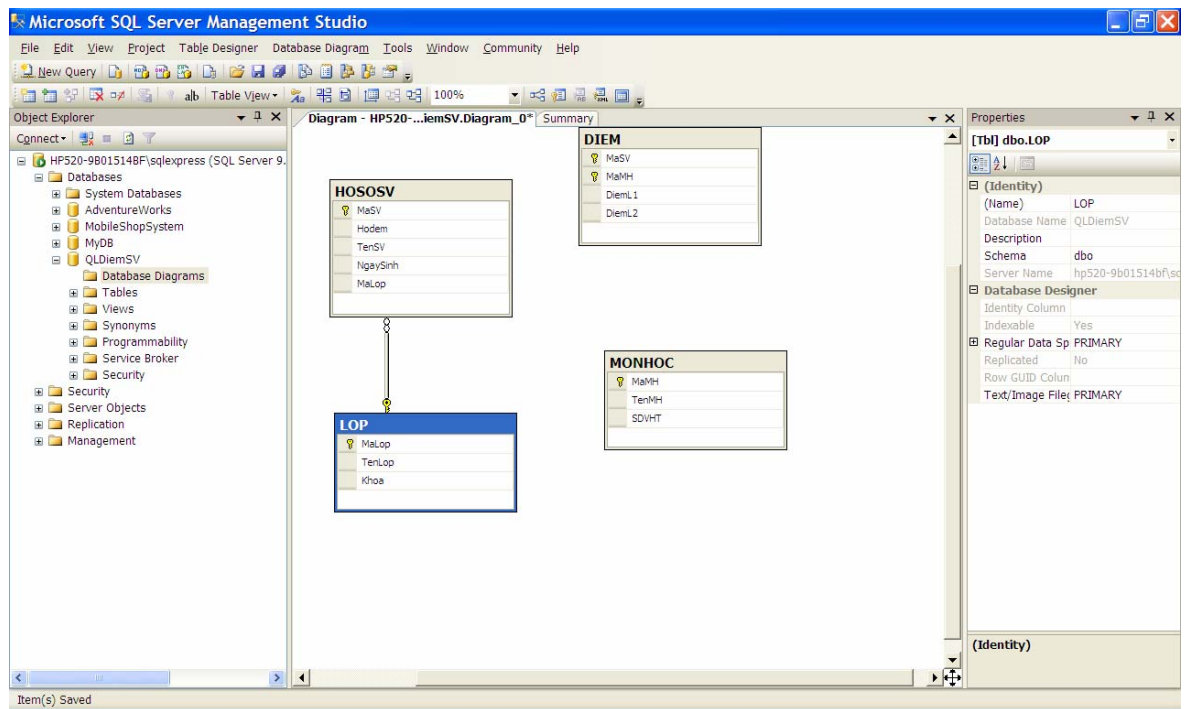 Microsoft SQL Server Management Studio
File Edit View Project Table Designer Database Diagram Tools Window Community Help
New Query
alb Table View 100%
Object Explorer
Connect
HP520-9B01514BF\sqlexpress (SQL Server 9.
Databases
System Databases
AdventureWorks
MobileShopSystem
MyDB
QLDiemSV
Database Diagrams
Tables
Views
Synonyms
Programmability
Service Broker
Security
Security
Server Objects
Replication
Management
Diagram - HP520-...iemSV.Diagram_0* Summary
DIEM
MaSV
MaMH
DiemL1
DiemL2
HOSOSV
MaSV
Hodem
TenSV
NgaySinh
MaLop
MONHOC
MaMH
TenMH
SDVHT
LOP
MaLop
TenLop
Khoa
Properties
[Tbl] dbo.LOP
(Identity)
(Name) LOP
Database Name QLDiemSV
Description
Schema dbo
Server Name hp520-9b01514bf\sq
Database Designer
Identity Column
Indexable Yes
Regular Data Sp PRIMARY
Replicated No
Row GUID Colun
Text/Image File PRIMARY
(Identity)
Item(s) Saved